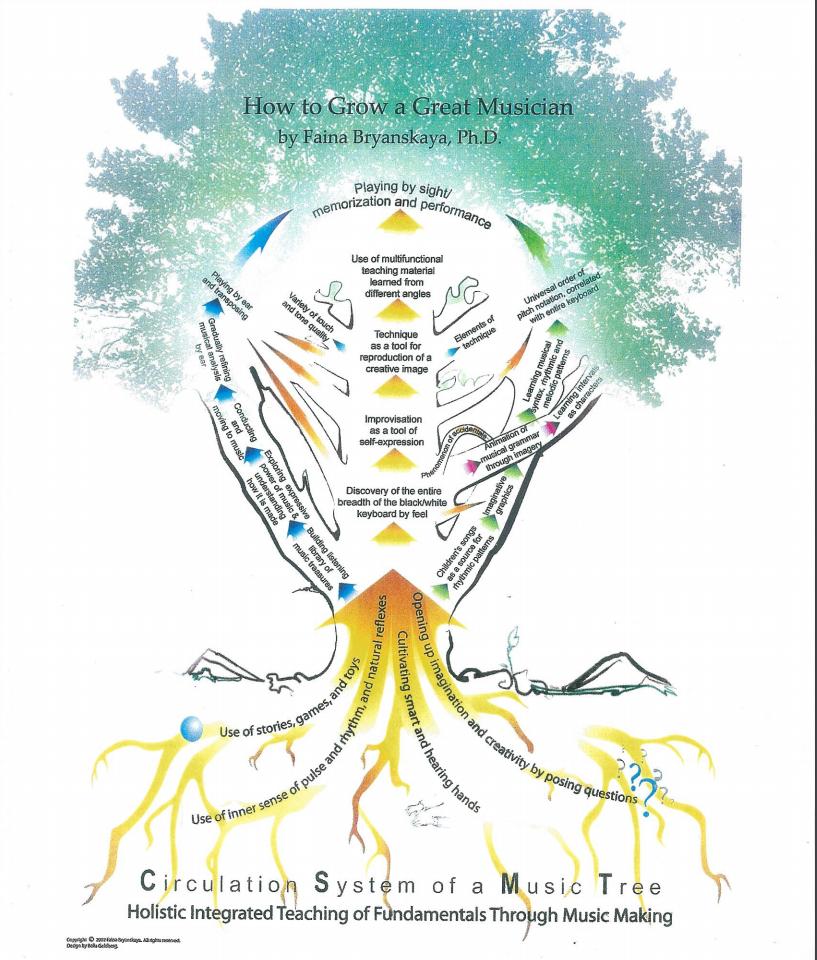 How to Grow a Great Musician
by Faina Bryanskaya, Ph.D.
Playing by sight/
memorization and performance
Use of multifunctional
teaching material
learned from
different angles
Technique
as a tool for
reproduction of a
creative image
Improvisation
as a tool of
self-expression
Discovery of the entire
breadth of the black/white
keyboard by feel
Playing by ear
and transposing
Gradually refining
musical analysis
by ear
Conducting
and
moving to music
Exploring expressive
power of music &
understanding
how it is made
Building listening
library of
music treasures
Variety of touch
and tone quality
Elements of
technique
Universal order of
pitch notation, correlated
with entire keyboard
Learning musical
syntax, rhythmic and
melodic patterns
Learning intervals
as characters
Phenomenon of accidentals
Animation of
musical grammar
through imagery
Imaginative
graphics
Children's songs
as a source for
rhythmic patterns
Use of stories, games, and toys
Use of inner sense of pulse and rhythm, and natural reflexes
Cultivating smart and hearing hands
Opening up imagination and creativity by posing questions
? ? ? ? ? ?
Circulation System of a Music Tree
Holistic Integrated Teaching of Fundamentals Through Music Making
Copyright © 2002 Faina Bryanskaya. All rights reserved.
Design by Bella Goldberg.